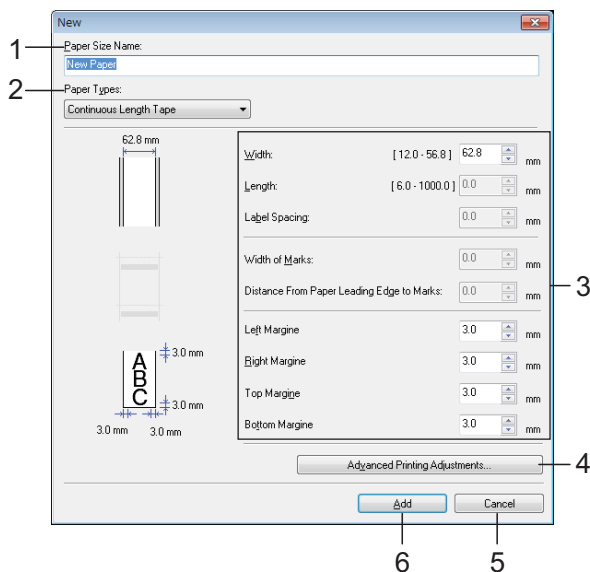 New
1
Paper Size Name:
New Paper
2
Paper Types:
Continuous Length Tape
62.8 mm
Width: [ 12.0 - 56.8 ] 62.8 mm
Length: [ 6.0 - 1000.0 ] 0.0 mm
Label Spacing: 0.0 mm
Width of Marks: 0.0 mm
Distance From Paper Leading Edge to Marks: 0.0 mm
3
Left Margine 3.0 mm
Right Margine 3.0 mm
Top Margine 3.0 mm
Bottom Margine 3.0 mm
A
B
C
3.0 mm
3.0 mm
3.0 mm 3.0 mm
Advanced Printing Adjustments...
4
Add Cancel
6 5